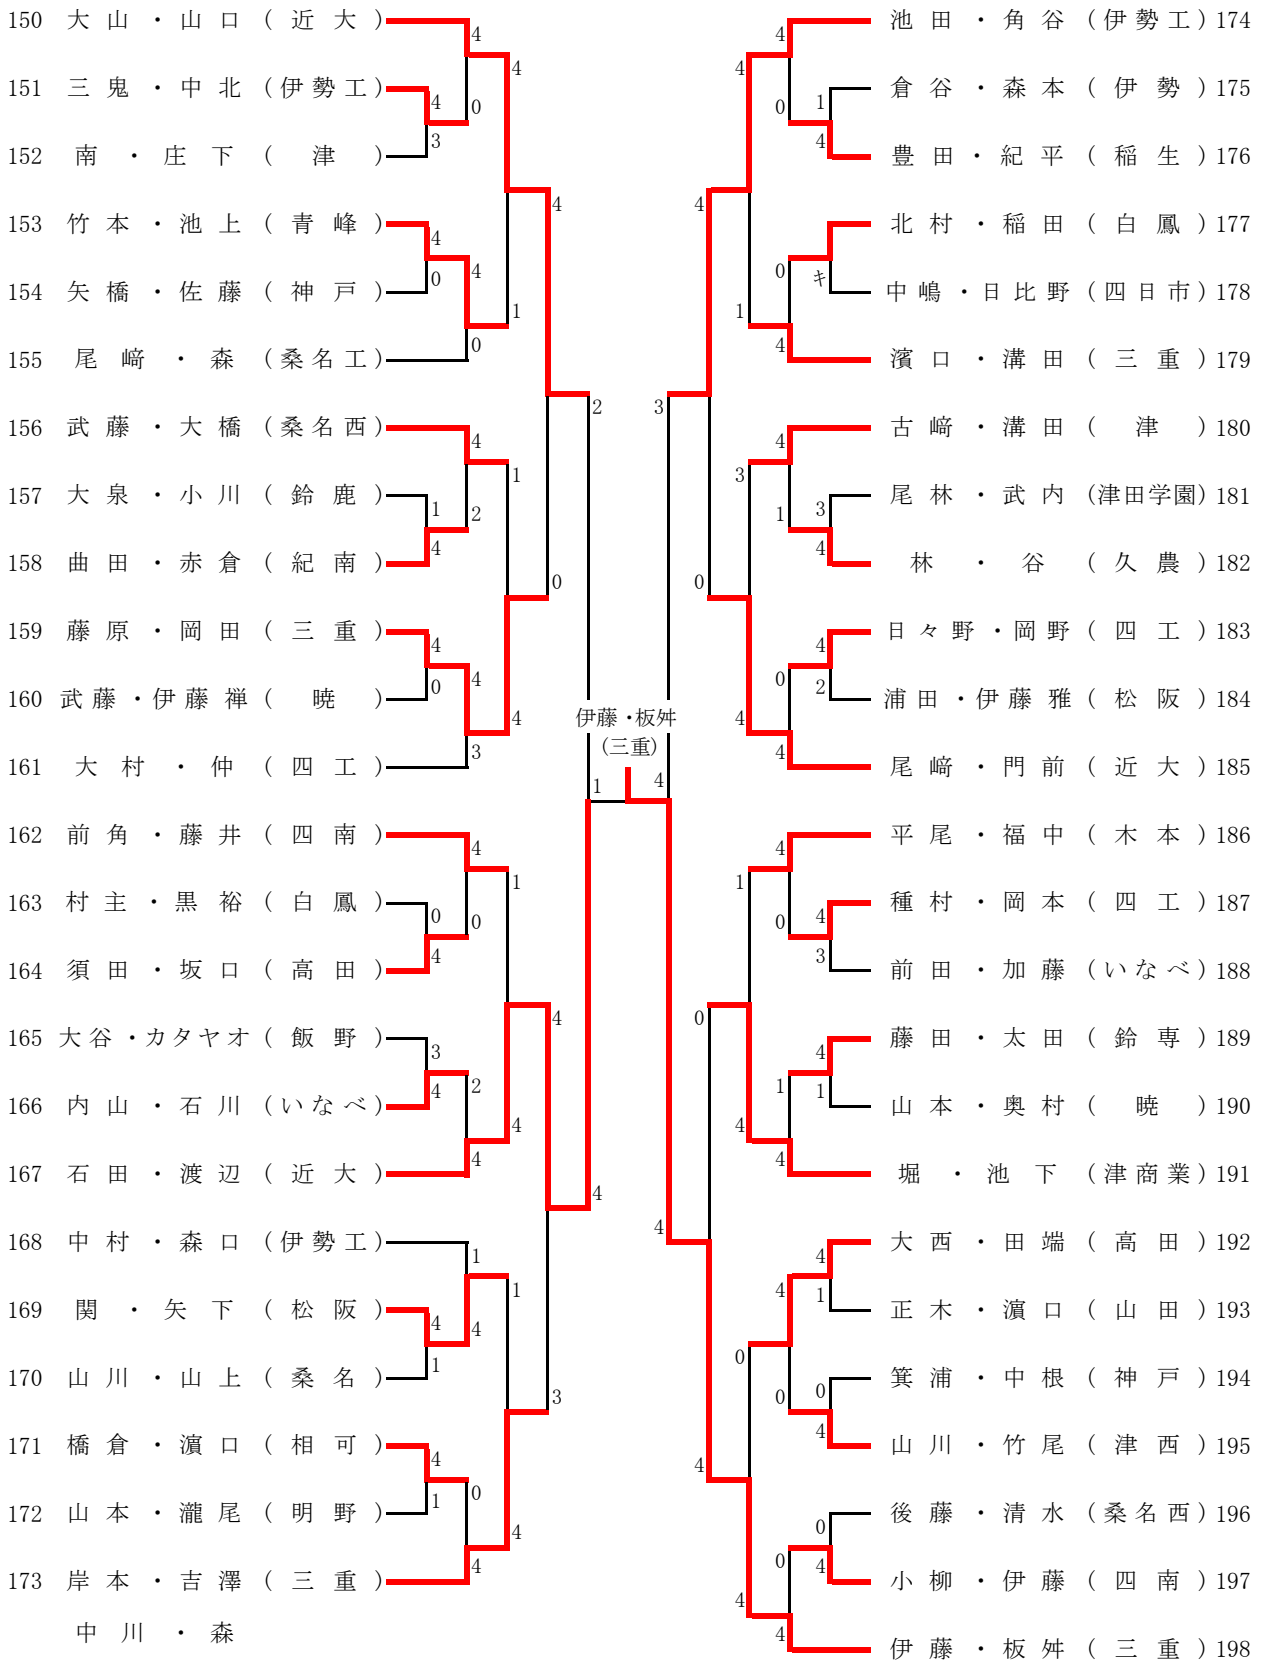 150 大山・山口(近大)
151 三鬼・中北(伊勢工)
152 南・庄下(津)
153 竹本・池上(青峰)
154 矢橋・佐藤(神戸)
155 尾﨑・森(桑名工)
156 武藤・大橋(桑名西)
157 大泉・小川(鈴鹿)
158 曲田・赤倉(紀南)
159 藤原・岡田(三重)
160 武藤・伊藤禅(暁)
161 大村・仲(四工)
162 前角・藤井(四南)
163 村主・黒裕(白鳳)
164 須田・坂口(高田)
165 大谷・カタヤオ(飯野)
166 内山・石川(いなべ)
167 石田・渡辺(近大)
168 中村・森口(伊勢工)
169 関・矢下(松阪)
170 山川・山上(桑名)
171 橋倉・濵口(相可)
172 山本・瀧尾(明野)
173 岸本・吉澤(三重)
中川・森
4
0
4
3
4
4
0
4
1
0
4
4
1
2
1
4
0
4
0
4
4
3
2
4
1
0
0
4
4
3
4
2
4
4
4
1
1
4
4
1
3
4
1
0
4
4
伊藤・板舛
(三重)
1
4
池田・角谷(伊勢工)174
倉谷・森本(伊勢)175
豊田・紀平(稲生)176
北村・稲田(白鳳)177
中嶋・日比野(四日市)178
濱口・溝田(三重)179
古﨑・溝田(津)180
尾林・武内(津田学園)181
林・谷(久農)182
日々野・岡野(四工)183
浦田・伊藤雅(松阪)184
尾﨑・門前(近大)185
平尾・福中(木本)186
種村・岡本(四工)187
前田・加藤(いなべ)188
藤田・太田(鈴専)189
山本・奥村(暁)190
堀・池下(津商業)191
大西・田端(高田)192
正木・濵口(山田)193
箕浦・中根(神戸)194
山川・竹尾(津西)195
後藤・清水(桑名西)196
小柳・伊藤(四南)197
伊藤・板舛(三重)198
4
4
0
1
4
4
0
キ
1
4
3
4
3
1
3
4
0
4
0
2
4
4
4
1
0
4
3
0
4
1
1
4
4
4
4
4
1
0
0
0
4
4
0
0
4
4
4